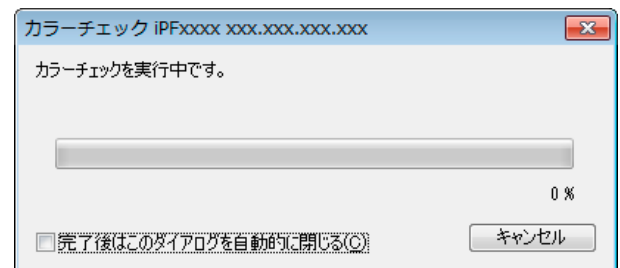 カラーチェック iPFxxxx xxx.xxx.xxx.xxx
カラーチェックを実行中です。
0 %
完了後はこのダイアログを自動的に閉じる(C)
キャンセル